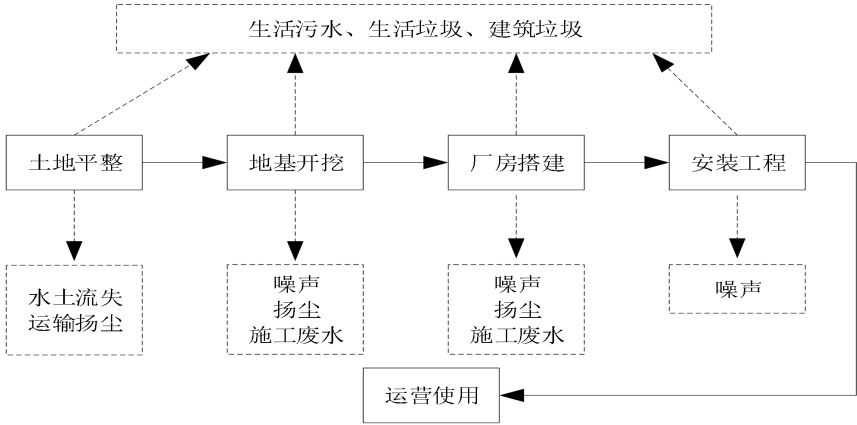 生活污水、生活垃圾、建筑垃圾
土地平整
地基开挖
厂房搭建
安装工程
水土流失
运输扬尘
噪声
扬尘
施工废水
噪声
扬尘
施工废水
噪声
运营使用